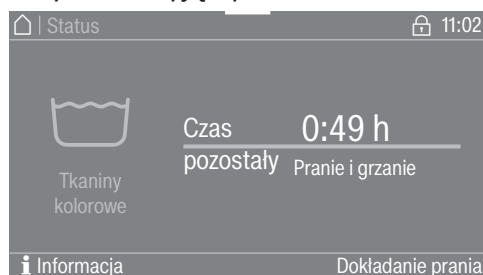 | Status 11:02
Czas 0:49 h
pozostały Pranie i grzanie
Tkaniny
kolorowe
i Informacja Dokładanie prania